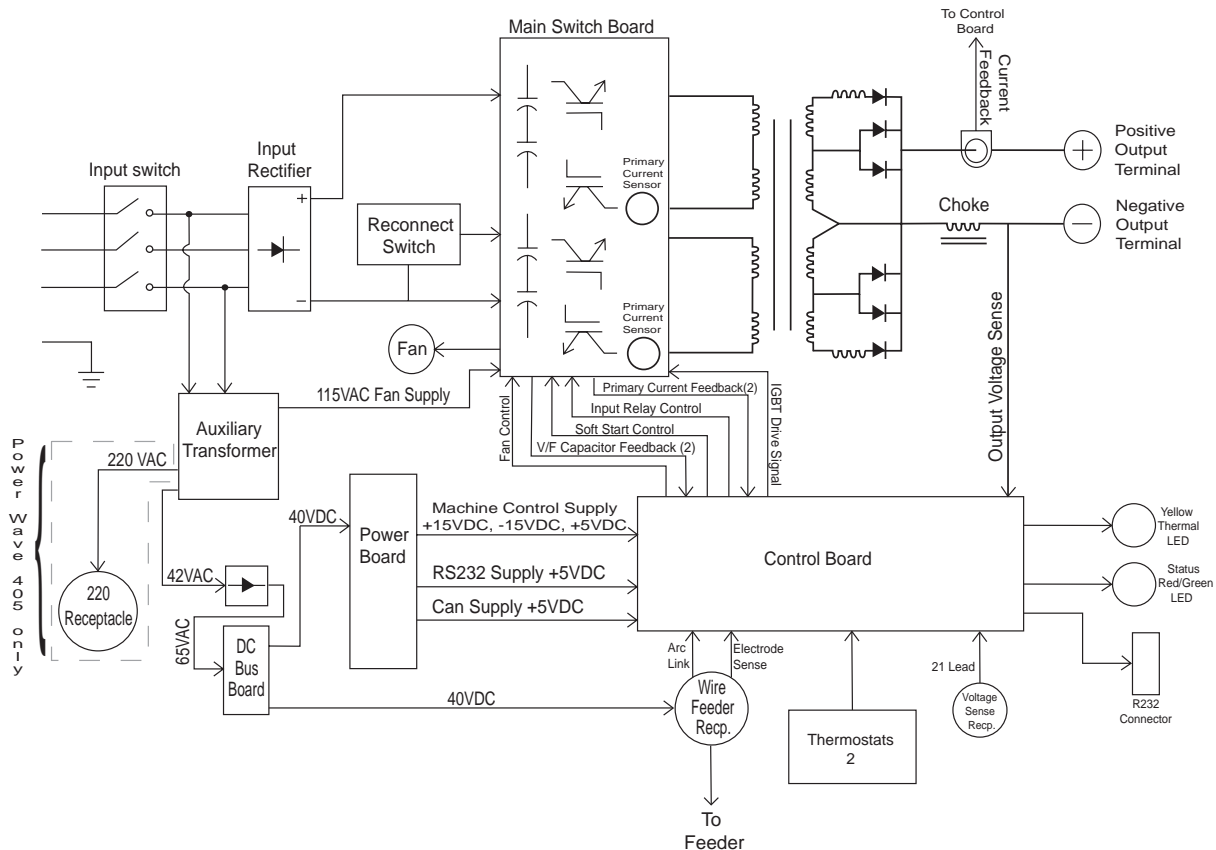 To Control
Board
Current
Feedback
Main Switch Board
Positive
Output
Terminal
Input switch
Input
Rectifier
+
−
Reconnect
Switch
Primary
Current
Sensor
Primary
Current
Sensor
Choke
+
−
Negative
Output
Terminal
Fan
115VAC Fan Supply
Fan Control
Primary Current Feedback(2)
Input Relay Control
Soft Start Control
V/F Capacitor Feedback (2)
IGBT Drive Signal
Output Voltage Sense
Auxiliary
Transformer
Power Wave 405 only
220 VAC
220
Receptacle
42VAC
65VAC
DC
Bus
Board
40VDC
40VDC
Power
Board
Machine Control Supply
+15VDC, -15VDC, +5VDC
RS232 Supply +5VDC
Can Supply +5VDC
Control Board
Yellow
Thermal
LED
Status
Red/Green
LED
R232
Connector
Arc
Link
Electrode
Sense
Wire
Feeder
Recp.
To
Feeder
Thermostats
2
21 Lead
Voltage
Sense
Recp.